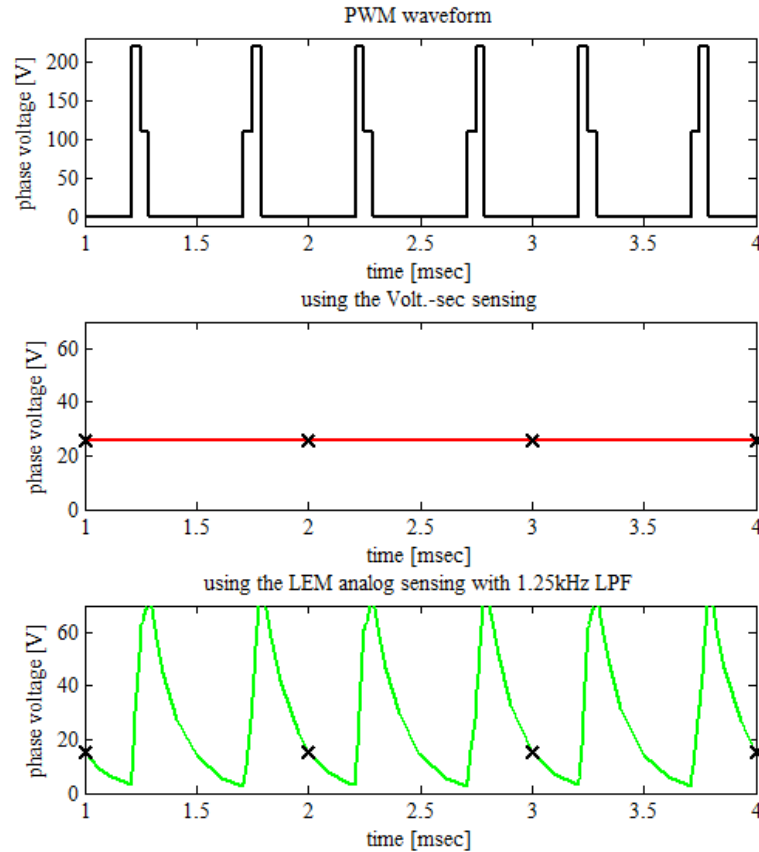 PWM waveform
phase voltage [V]
200
150
100
50
0
1 1.5 2 2.5 3 3.5 4
time [msec]
using the Volt.-sec sensing
phase voltage [V]
60
40
20
0
1 1.5 2 2.5 3 3.5 4
time [msec]
using the LEM analog sensing with 1.25kHz LPF
phase voltage [V]
60
40
20
0
1 1.5 2 2.5 3 3.5 4
time [msec]